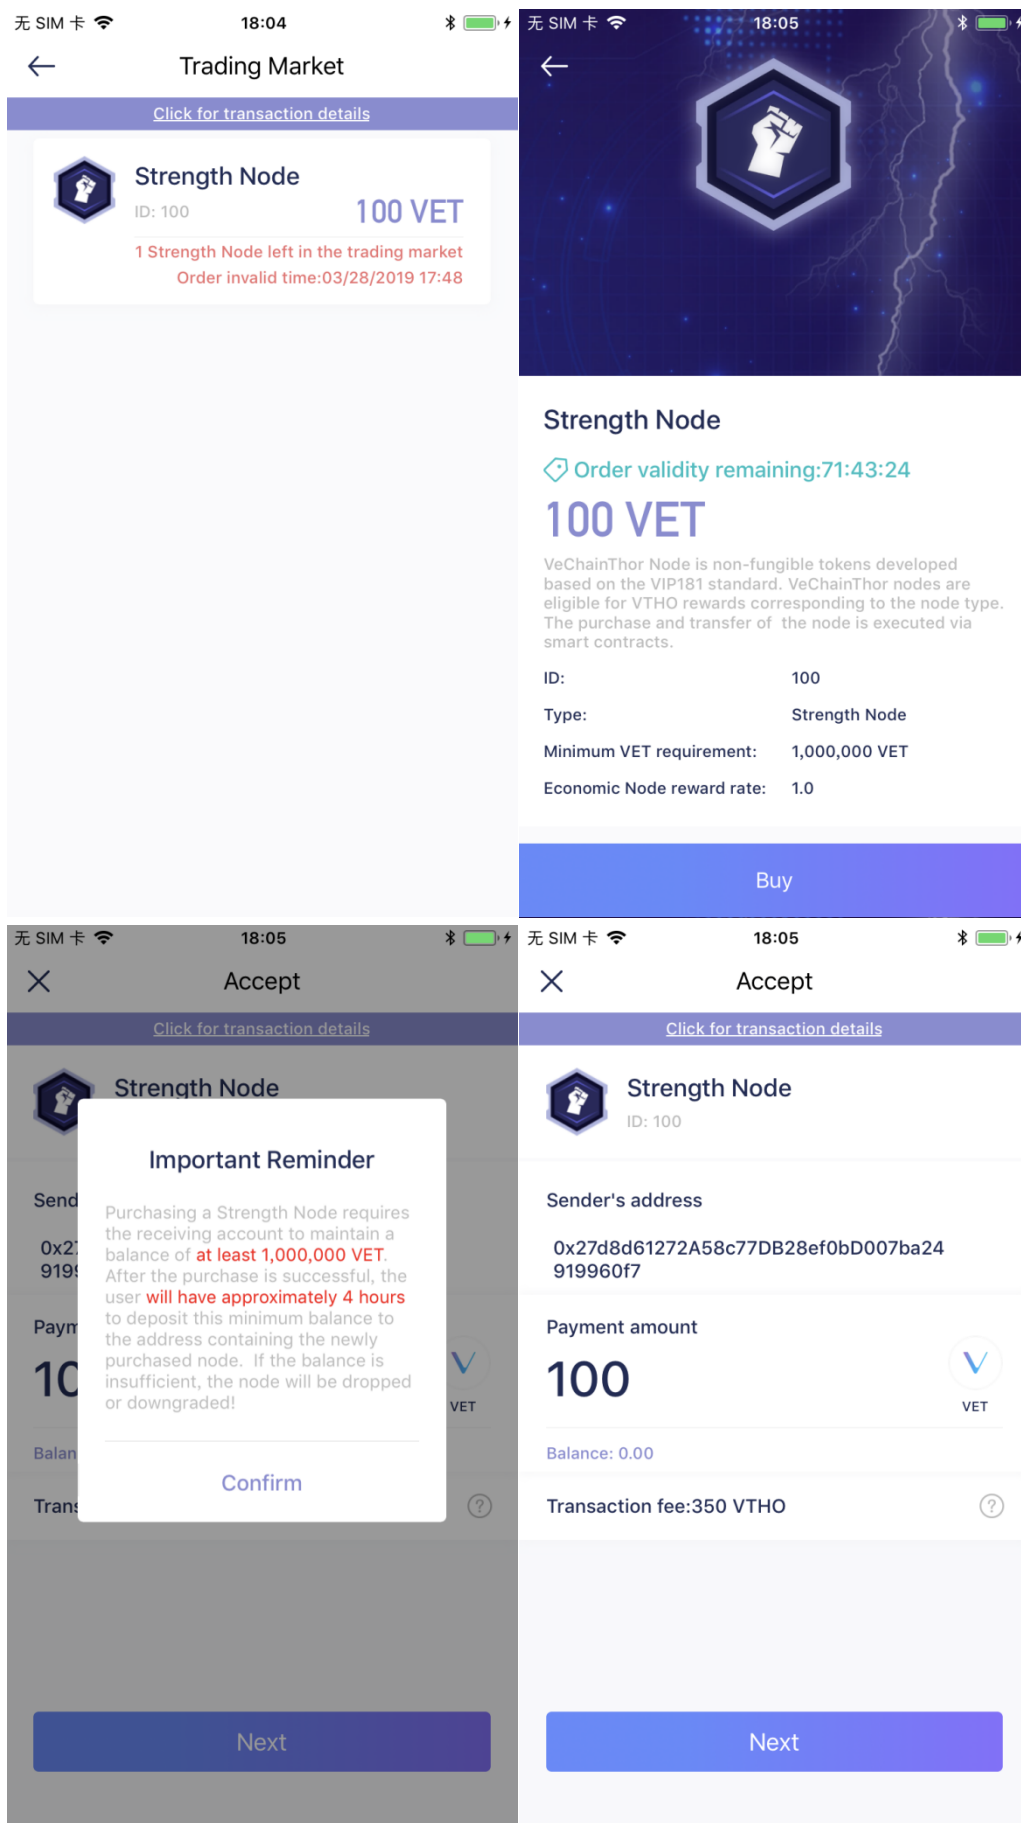 无 SIM 卡
18:04
Trading Market
Click for transaction details
Strength Node
ID: 100
100 VET
1 Strength Node left in the trading market
Order invalid time:03/28/2019 17:48
无 SIM 卡
18:05
Strength Node
Order validity remaining:71:43:24
100 VET
VeChainThor Node is non-fungible tokens developed
based on the VIP181 standard. VeChainThor nodes are
eligible for VTHO rewards corresponding to the node type.
The purchase and transfer of  the node is executed via
smart contracts.
ID: 100
Type: Strength Node
Minimum VET requirement: 1,000,000 VET
Economic Node reward rate: 1.0
Buy
无 SIM 卡
18:05
Accept
Click for transaction details
Strength Node
Send
0x27
919
Paym
10
VET
Balan
Trans
Important Reminder
Purchasing a Strength Node requires
the receiving account to maintain a
balance of at least 1,000,000 VET.
After the purchase is successful, the
user will have approximately 4 hours
to deposit this minimum balance to
the address containing the newly
purchased node.  If the balance is
insufficient, the node will be dropped
or downgraded!
Confirm
?
Next
无 SIM 卡
18:05
Accept
Click for transaction details
Strength Node
ID: 100
Sender's address
0x27d8d61272A58c77DB28ef0bD007ba24
919960f7
Payment amount
100
VET
Balance: 0.00
Transaction fee:350 VTHO
?
Next